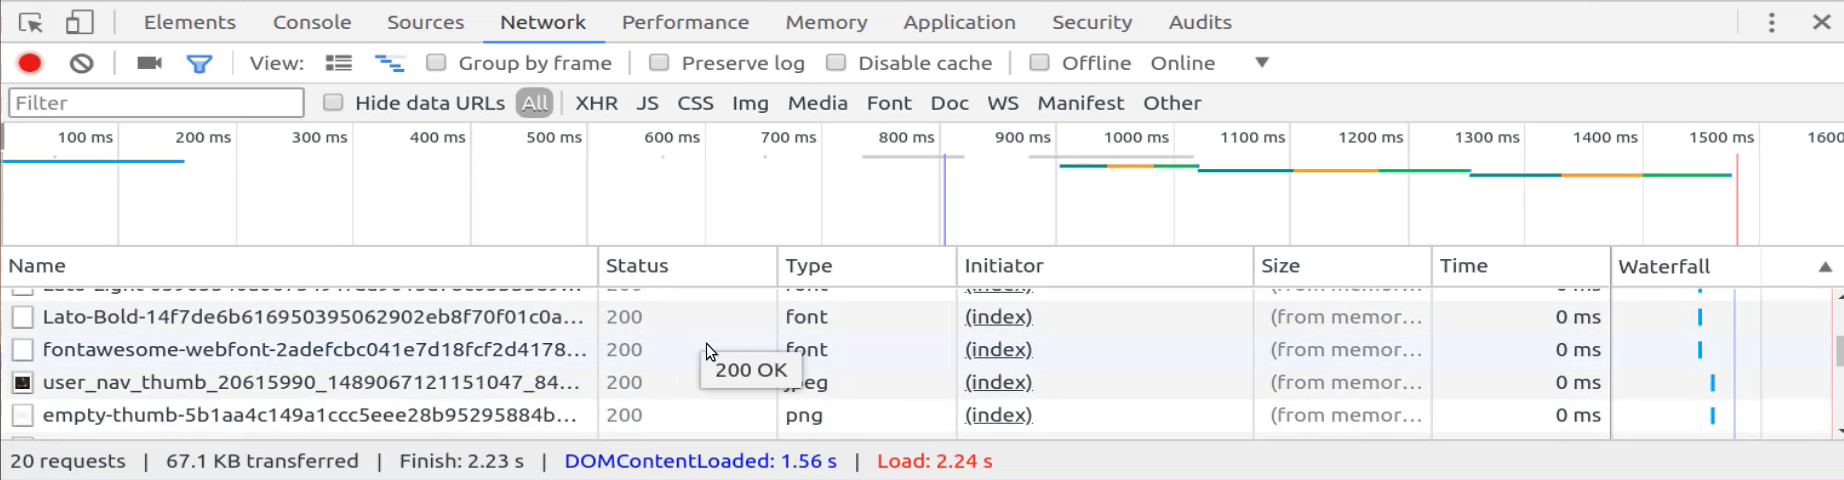 Elements Console Sources Network Performance Memory Application Security Audits
View: Group by frame Preserve log Disable cache Offline Online
Filter Hide data URLs All XHR JS CSS Img Media Font Doc WS Manifest Other
100 ms 200 ms 300 ms 400 ms 500 ms 600 ms 700 ms 800 ms 900 ms 1000 ms 1100 ms 1200 ms 1300 ms 1400 ms 1500 ms 1600
Name Status Type Initiator Size Time Waterfall
Lato-Bold-14f7de6b616950395062902eb8f70f01c0a... 200 font (index) (from memor... 0 ms
fontawesome-webfont-2adefcbc041e7d18fcf2d4178... 200 font (index) (from memor... 0 ms
200 OK
user_nav_thumb_20615990_1489067121151047_84... 200 jpeg (index) (from memor... 0 ms
empty-thumb-5b1aa4c149a1ccc5eee28b95295884b... 200 png (index) (from memor... 0 ms
20 requests | 67.1 KB transferred | Finish: 2.23 s | DOMContentLoaded: 1.56 s | Load: 2.24 s